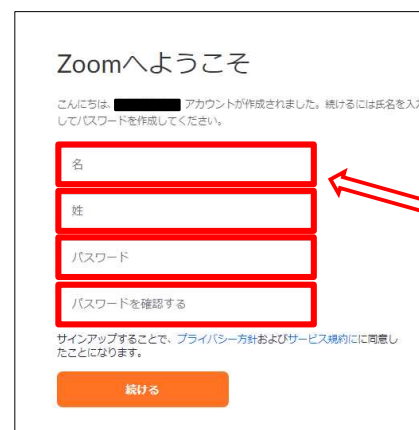 Zoomへようこそ
こんにちは、 アカウントが作成されました。続けるには氏名を入力
してパスワードを作成してください。
名
姓
パスワード
パスワードを確認する
サインアップすることで、プライバシー方針およびサービス規約にに同意し
たことになります。
続ける